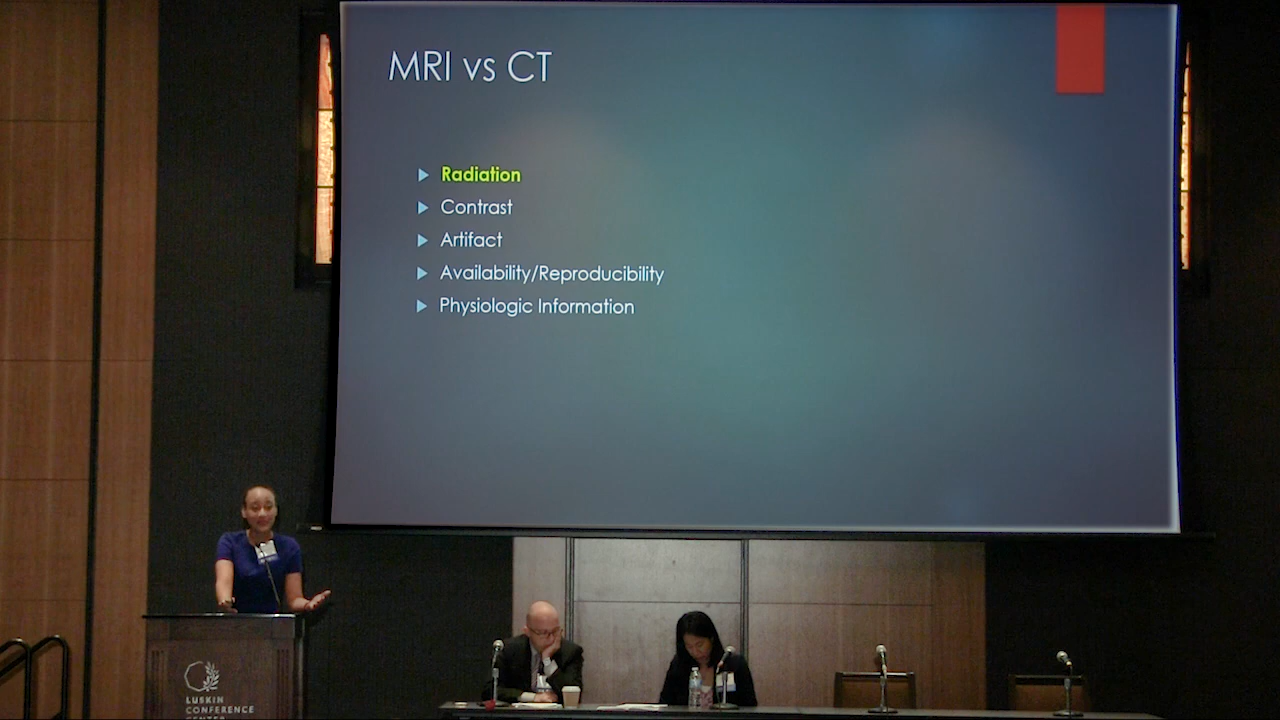 MRI vs CT
Radiation
Contrast
Artifact
Availability/Reproducibility
Physiologic Information
LUSKIN
CONFERENCE
CENTER